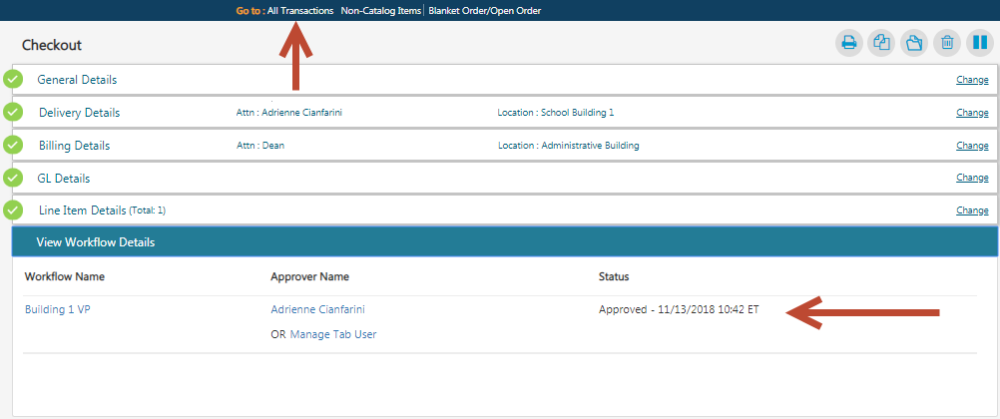 Go to : All Transactions Non-Catalog Items Blanket Order/Open Order
Checkout
General Details Change
Delivery Details Attn : Adrienne Cianfarini Location : School Building 1 Change
Billing Details Attn : Dean Location : Administrative Building Change
GL Details Change
Line Item Details (Total: 1) Change
View Workflow Details
Workflow Name Approver Name Status
Building 1 VP Adrienne Cianfarini Approved - 11/13/2018 10:42 ET
OR Manage Tab User